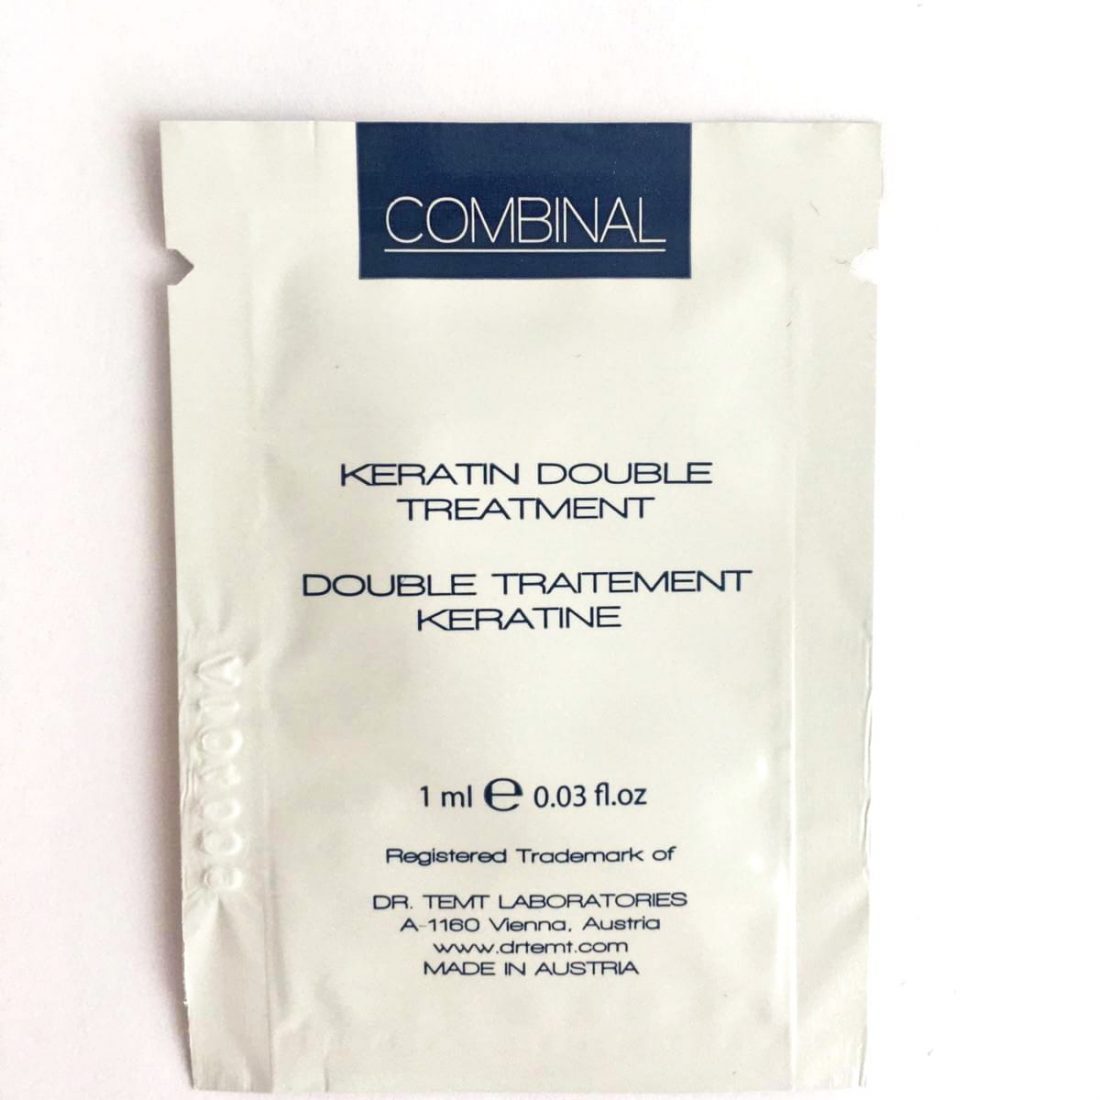 COMBINAL
KERATIN DOUBLE
TREATMENT
DOUBLE TRAITEMENT
KERATINE
1 ml ℮ 0.03 fl.oz
Registered Trademark of
DR. TEMT LABORATORIES
A-1160 Vienna, Austria
www.drtemt.com
MADE IN AUSTRIA